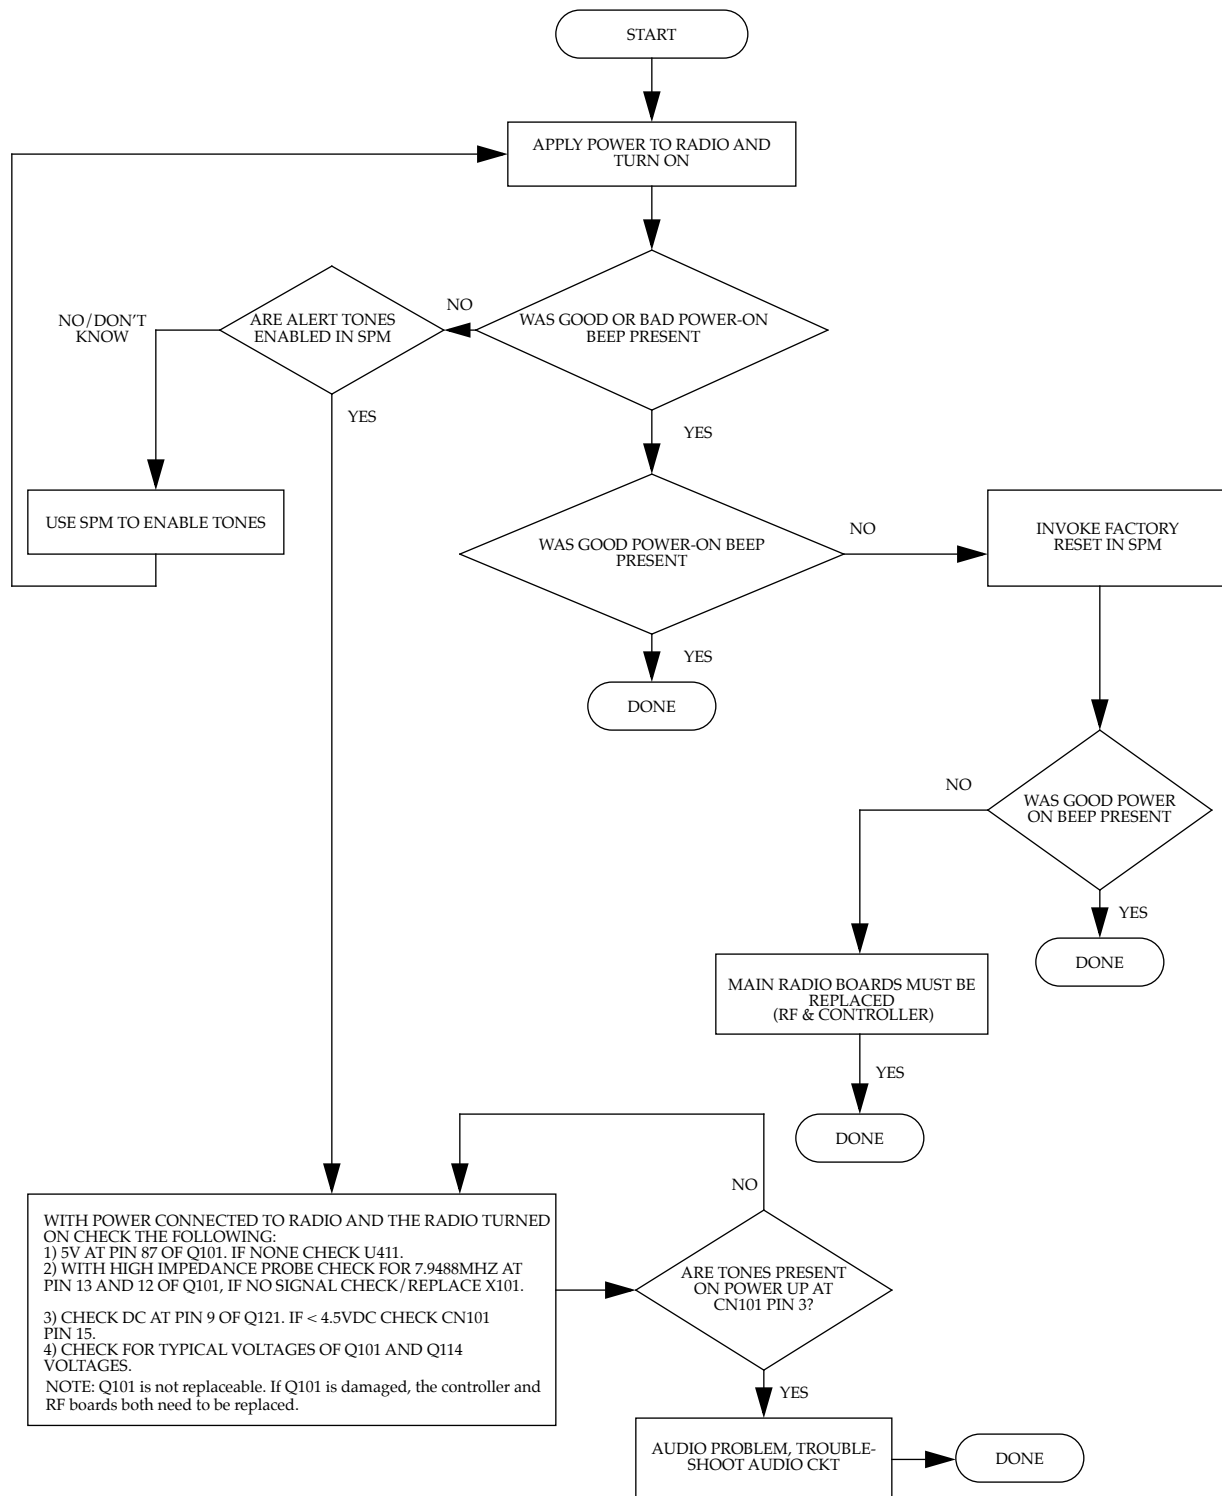 START
APPLY POWER TO RADIO AND
TURN ON
WAS GOOD OR BAD POWER-ON
BEEP PRESENT
NO
ARE ALERT TONES
ENABLED IN SPM
NO/DON'T
KNOW
YES
YES
USE SPM TO ENABLE TONES
WAS GOOD POWER-ON BEEP
PRESENT
NO
INVOKE FACTORY
RESET IN SPM
YES
DONE
WAS GOOD POWER
ON BEEP PRESENT
NO
YES
DONE
MAIN RADIO BOARDS MUST BE
REPLACED
(RF & CONTROLLER)
YES
DONE
NO
WITH POWER CONNECTED TO RADIO AND THE RADIO TURNED
ON CHECK THE FOLLOWING:
1) 5V AT PIN 87 OF Q101. IF NONE CHECK U411.
2) WITH HIGH IMPEDANCE PROBE CHECK FOR 7.9488MHZ AT
PIN 13 AND 12 OF Q101, IF NO SIGNAL CHECK/REPLACE X101.
3) CHECK DC AT PIN 9 OF Q121. IF < 4.5VDC CHECK CN101
PIN 15.
4) CHECK FOR TYPICAL VOLTAGES OF Q101 AND Q114
VOLTAGES.
NOTE: Q101 is not replaceable. If Q101 is damaged, the controller and
RF boards both need to be replaced.
ARE TONES PRESENT
ON POWER UP AT
CN101 PIN 3?
YES
AUDIO PROBLEM, TROUBLE-
SHOOT AUDIO CKT
DONE